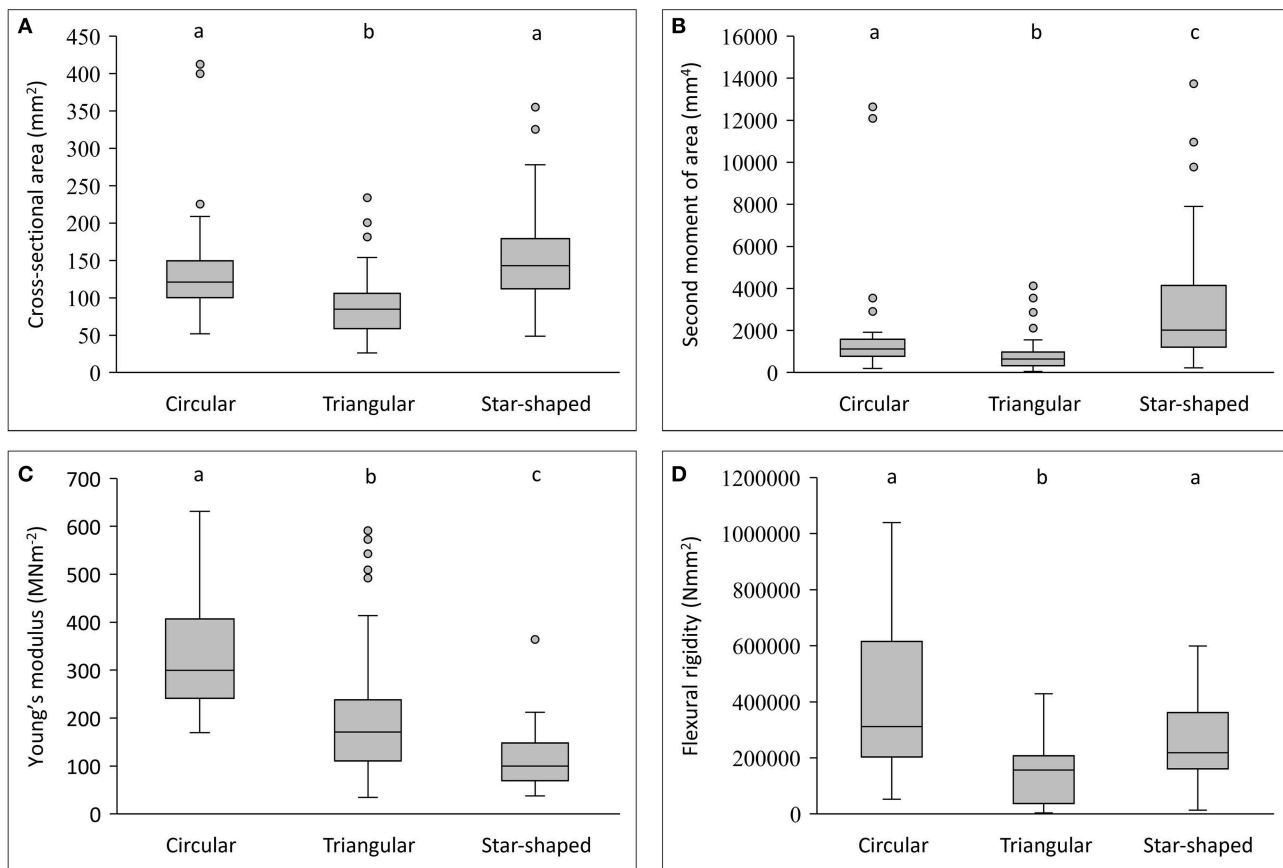 A
a b a
Cross-sectional area (mm²)
450
400
350
300
250
200
150
100
50
0
Circular Triangular Star-shaped
B
a b c
Second moment of area (mm⁴)
16000
14000
12000
10000
8000
6000
4000
2000
0
Circular Triangular Star-shaped
C
a b c
Young's modulus (MNm⁻²)
700
600
500
400
300
200
100
0
Circular Triangular Star-shaped
D
a b a
Flexural rigidity (Nmm²)
1200000
1000000
800000
600000
400000
200000
0
Circular Triangular Star-shaped